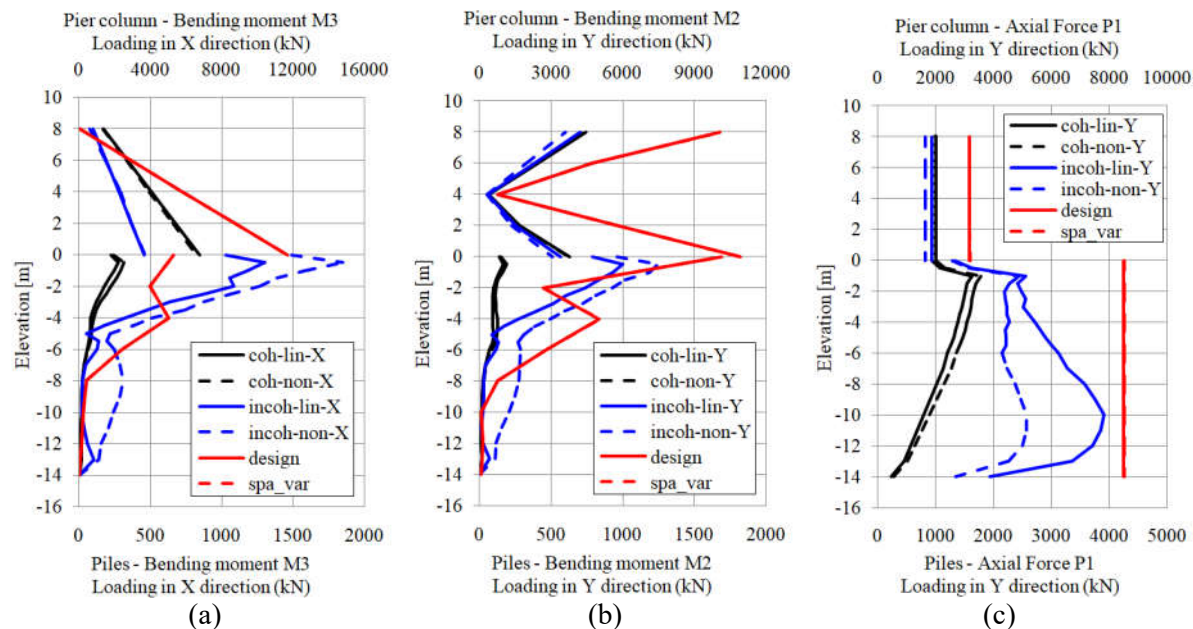 Pier column - Bending moment M3
Loading in X direction (kN)
0 4000 8000 12000 16000
10
8
6
4
2
0
-2
-4
-6
-8
-10
-12
-14
-16
Elevation [m]
coh-lin-X
coh-non-X
incoh-lin-X
incoh-non-X
design
spa_var
0 500 1000 1500 2000
Piles - Bending moment M3
Loading in X direction (kN)
(a)
Pier column - Bending moment M2
Loading in Y direction (kN)
0 3000 6000 9000 12000
10
8
6
4
2
0
-2
-4
-6
-8
-10
-12
-14
-16
Elevation [m]
coh-lin-Y
coh-non-Y
incoh-lin-Y
incoh-non-Y
design
spa_var
0 500 1000 1500 2000
Piles - Bending moment M2
Loading in Y direction (kN)
(b)
Pier column - Axial Force P1
Loading in Y direction (kN)
0 2000 4000 6000 8000 10000
10
8
6
4
2
0
-2
-4
-6
-8
-10
-12
-14
-16
Elevation [m]
coh-lin-Y
coh-non-Y
incoh-lin-Y
incoh-non-Y
design
spa_var
0 1000 2000 3000 4000 5000
Piles - Axial Force P1
Loading in Y direction (kN)
(c)